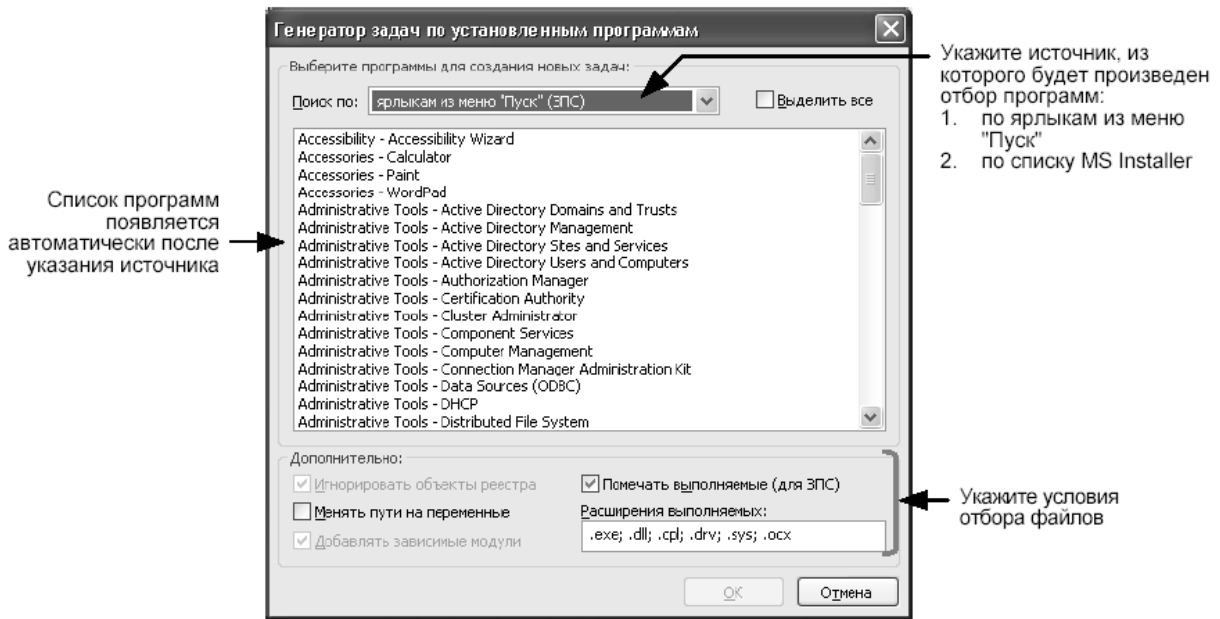 Генератор задач по установленным программам
Выберите программы для создания новых задач:
Поиск по: ярлыкам из меню "Пуск" (ЗПС) Выделить все
Accessibility - Accessibility Wizard
Accessories - Calculator
Accessories - Paint
Accessories - WordPad
Administrative Tools - Active Directory Domains and Trusts
Administrative Tools - Active Directory Management
Administrative Tools - Active Directory Sites and Services
Administrative Tools - Active Directory Users and Computers
Administrative Tools - Authorization Manager
Administrative Tools - Certification Authority
Administrative Tools - Cluster Administrator
Administrative Tools - Component Services
Administrative Tools - Computer Management
Administrative Tools - Connection Manager Administration Kit
Administrative Tools - Data Sources (ODBC)
Administrative Tools - DHCP
Administrative Tools - Distributed File System
Дополнительно:
Игнорировать объекты реестра
Помечать выполняемые (для ЗПС)
Менять пути на переменные
Расширения выполняемых:
Добавлять зависимые модули
.exe; .dll; .cpl; .drv; .sys; .ocx
OK
Отмена
Список программ
появляется
автоматически после
указания источника
Укажите источник, из
которого будет произведен
отбор программ:
1. по ярлыкам из меню
"Пуск"
2. по списку MS Installer
Укажите условия
отбора файлов